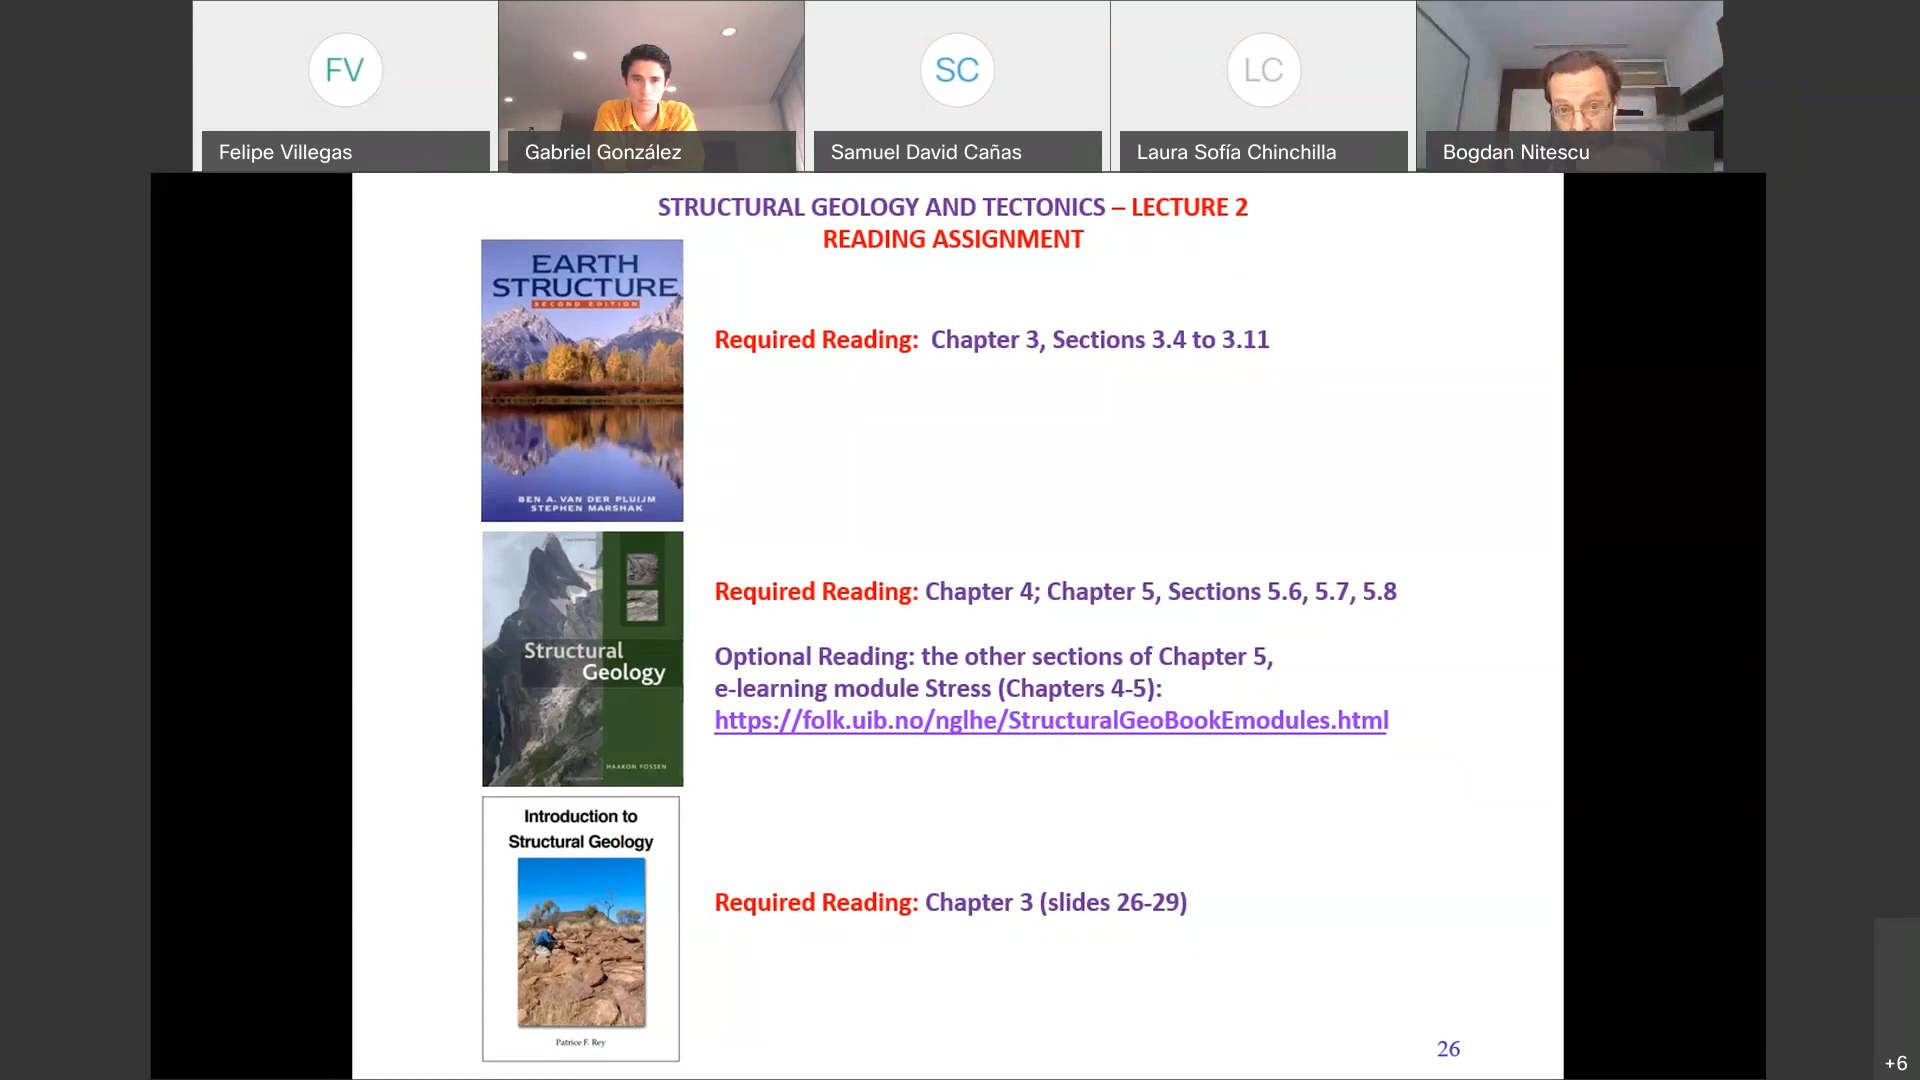 FV
SC
LC
Felipe Villegas
Gabriel González
Samuel David Cañas
Laura Sofía Chinchilla
Bogdan Nitescu
STRUCTURAL GEOLOGY AND TECTONICS – LECTURE 2
READING ASSIGNMENT
EARTH
STRUCTURE
SECOND EDITION
BEN A. VAN DER PLUIJM
STEPHEN MARSHAK
Required Reading: Chapter 3, Sections 3.4 to 3.11
Structural
Geology
HAAKON FOSSEN
Required Reading: Chapter 4; Chapter 5, Sections 5.6, 5.7, 5.8
Optional Reading: the other sections of Chapter 5,
e-learning module Stress (Chapters 4-5):
https://folk.uib.no/nglhe/StructuralGeoBookEmodules.html
Introduction to
Structural Geology
Patrice F. Rey
Required Reading: Chapter 3 (slides 26-29)
26
+6